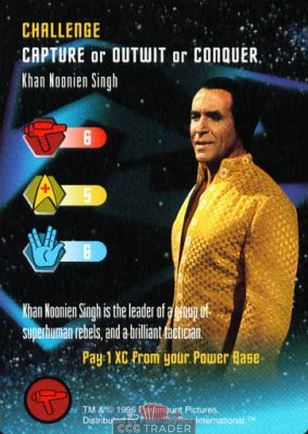 CHALLENGE
CAPTURE or OUTWIT or CONQUER
Khan Noonien Singh
6
5
6
Khan Noonien Singh is the leader of a group of
superhuman rebels, and a brilliant tactician.
Pay 1 XC From your Power Base
TM & © 1996 Paramount Pictures.
Distributed International.™
CCG TRADER